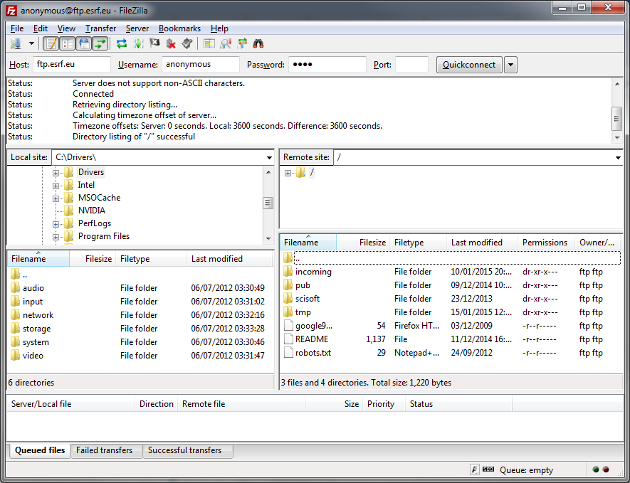 anonymous@ftp.esrf.eu - FileZilla
File Edit View Transfer Server Bookmarks Help
Host: ftp.esrf.eu Username: anonymous Password: •••• Port: Quickconnect
Status: Server does not support non-ASCII characters.
Status: Connected
Status: Retrieving directory listing...
Status: Calculating timezone offset of server...
Status: Timezone offsets: Server: 0 seconds. Local: 3600 seconds. Difference: 3600 seconds.
Status: Directory listing of "/" successful
Local site: C:\Drivers\
Drivers
Intel
MSOCache
NVIDIA
PerfLogs
Program Files
Filename Filesize Filetype Last modified
..
audio File folder 06/07/2012 03:30:49
input File folder 06/07/2012 03:31:02
network File folder 06/07/2012 03:32:16
storage File folder 06/07/2012 03:33:28
system File folder 06/07/2012 03:30:46
video File folder 06/07/2012 03:31:47
6 directories
Remote site: /
/
Filename Filesize Filetype Last modified Permissions Owner/...
..
incoming File folder 10/01/2015 20:... dr-xr-x--- ftp ftp
pub File folder 09/12/2014 10:... dr-xr-x--- ftp ftp
scisoft File folder 23/12/2013 dr-xr-x--- ftp ftp
tmp File folder 15/01/2015 12:... dr-xr-x--- ftp ftp
google9... 54 Firefox HT... 03/12/2009 -r--r----- ftp ftp
README 1,137 File 11/12/2014 16:... -r--r----- ftp ftp
robots.txt 29 Notepad+... 24/09/2012 -r--r----- ftp ftp
3 files and 4 directories. Total size: 1,220 bytes
Server/Local file Direction Remote file Size Priority Status
Queued files Failed transfers Successful transfers
Queue: empty